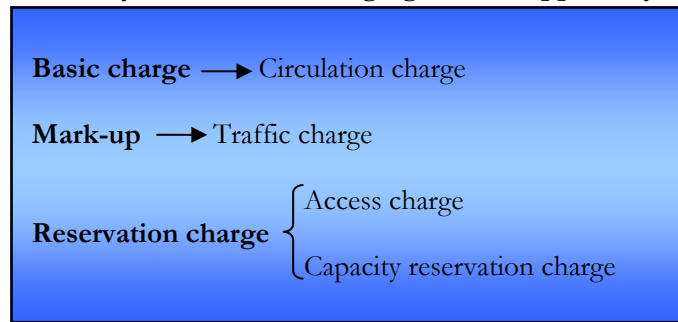 Basic charge → Circulation charge
Mark-up → Traffic charge
Access charge
Reservation charge
Capacity reservation charge